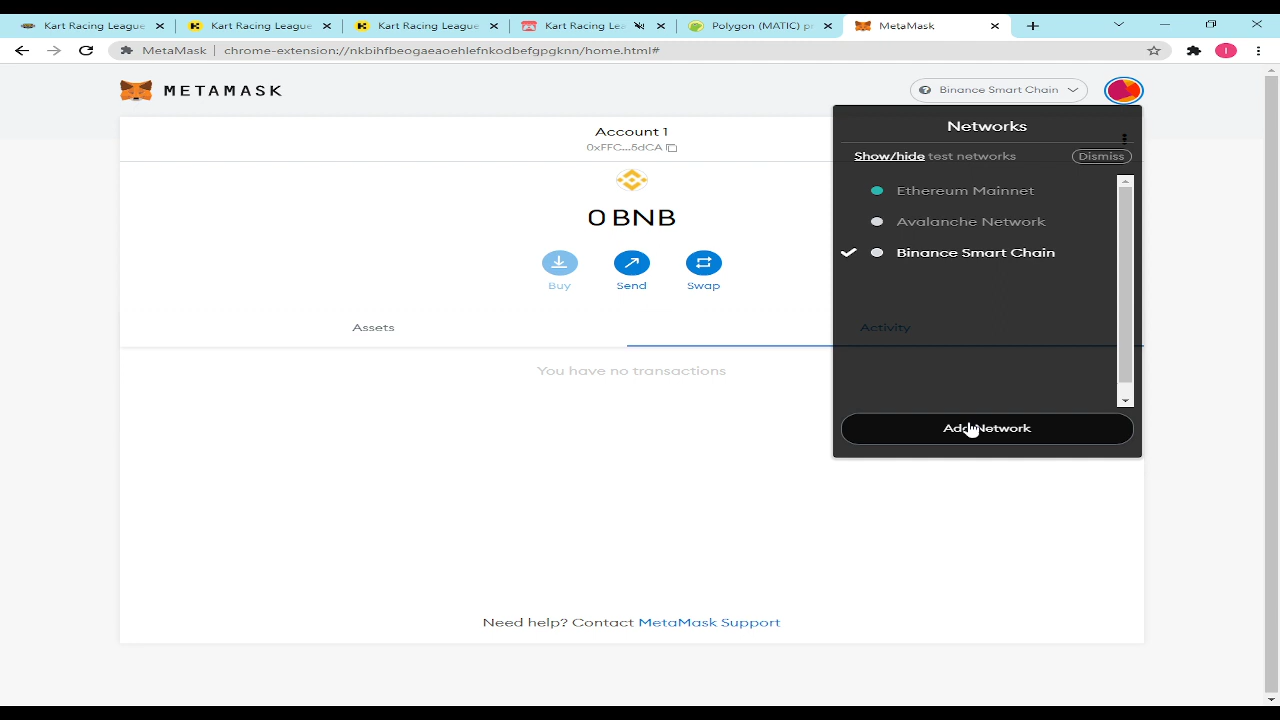 Kart Racing League
Kart Racing League
Kart Racing League
Kart Racing Lea
Polygon (MATIC) p
MetaMask
MetaMask
chrome-extension://nkbihfbeogaeaoehlefnkodbefgpgknn/home.html#
I
METAMASK
Binance Smart Chain
Account 1
0xFFC...5dCA
Networks
Show/hide test networks
Dismiss
Ethereum Mainnet
Avalanche Network
Binance Smart Chain
0 BNB
Buy
Send
Swap
Assets
Activity
You have no transactions
Add Network
Need help? Contact MetaMask Support